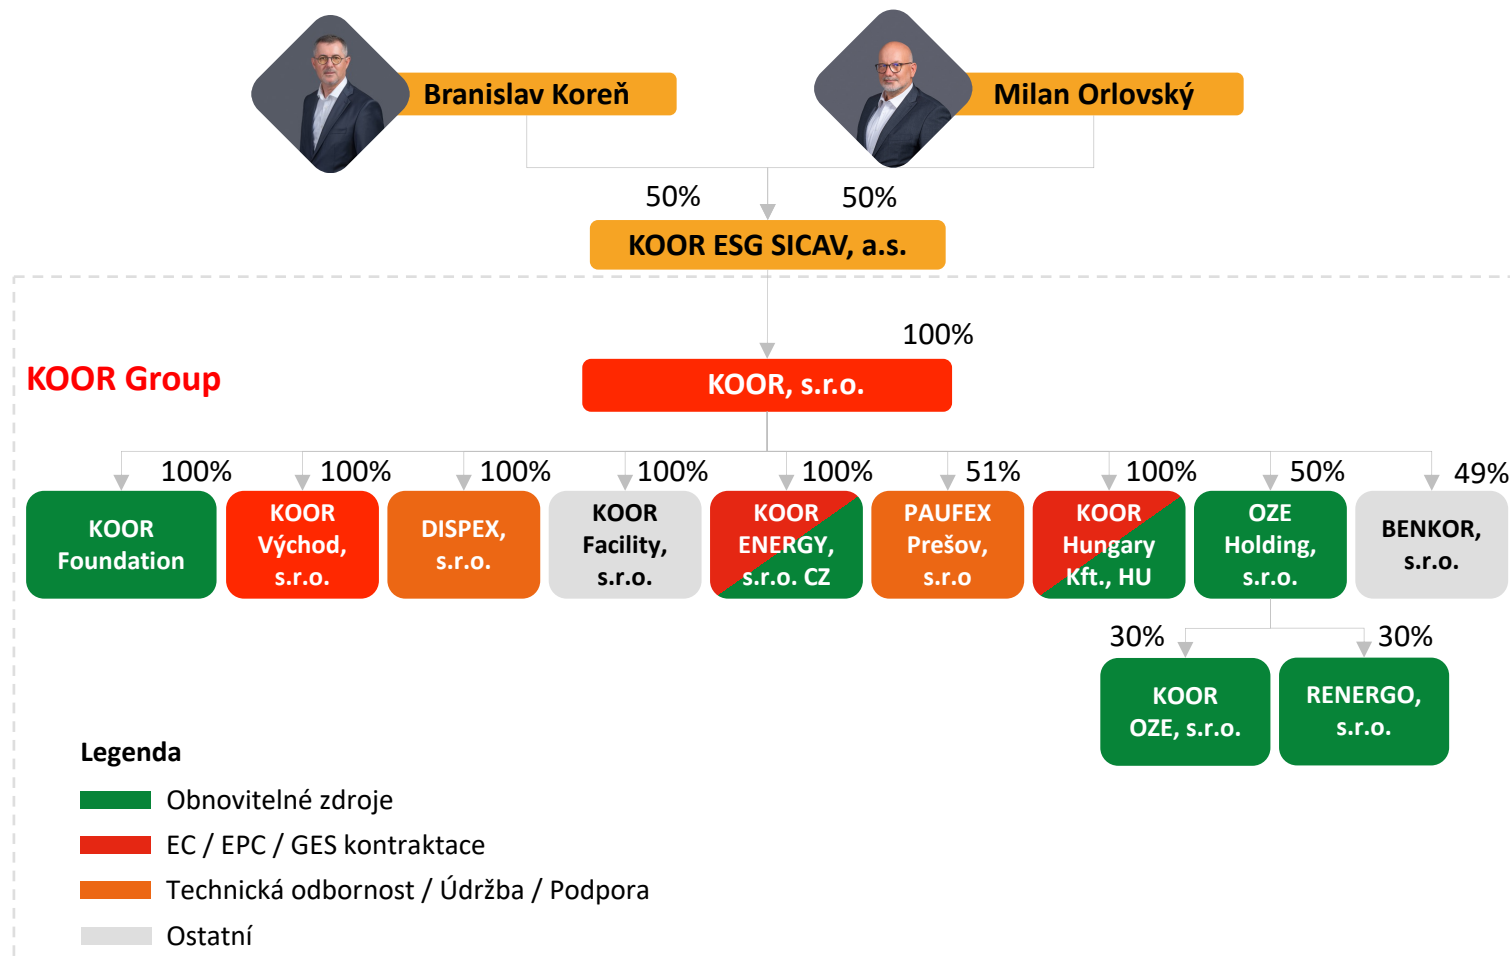 Branislav Koreň
Milan Orlovský
50%
50%
KOOR ESG SICAV, a.s.
100%
KOOR Group
KOOR, s.r.o.
100%
100%
100%
100%
100%
51%
100%
50%
49%
KOOR
Foundation
KOOR
Východ,
s.r.o.
DISPEX,
s.r.o.
KOOR
Facility,
s.r.o.
KOOR
ENERGY,
s.r.o. CZ
PAUFEX
Prešov,
s.r.o
KOOR
Hungary
Kft., HU
OZE
Holding,
s.r.o.
BENKOR,
s.r.o.
30%
30%
KOOR
OZE, s.r.o.
RENERGO,
s.r.o.
Legenda
Obnovitelné zdroje
EC / EPC / GES kontraktace
Technická odbornost / Údržba / Podpora
Ostatní